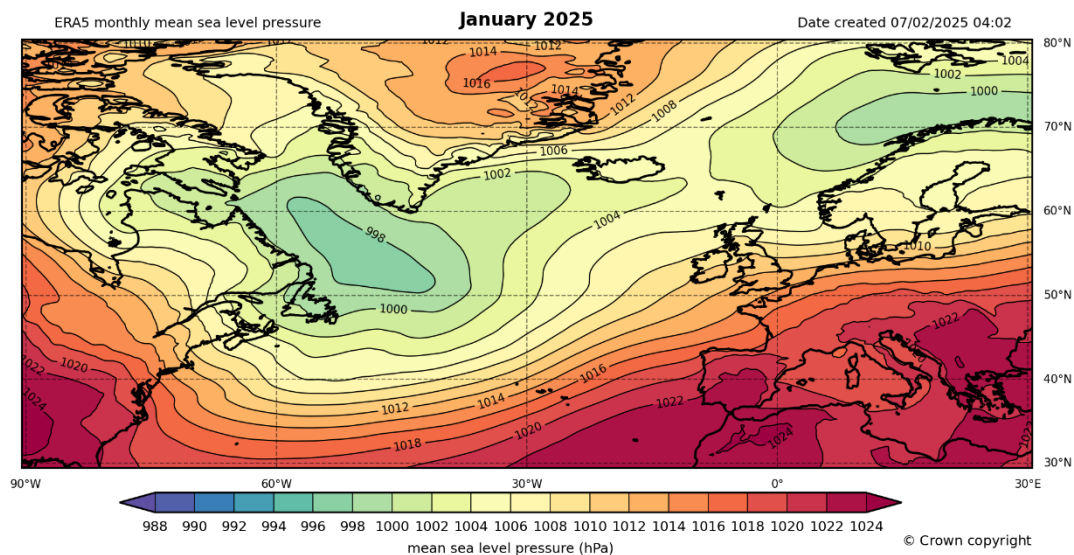 ERA5 monthly mean sea level pressure
January 2025
Date created 07/02/2025 04:02
1010
1012
1012
1014
1012
80°N
1016
1014
1012
1012
1008
1004
1002
1000
70°N
1006
1002
1004
60°N
998
1010
50°N
1000
1022
1020
1022
1024
1016
40°N
1012
1014
1022
1018
1020
1024
1022
30°N
90°W
60°W
30°W
0°
30°E
988 990 992 994 996 998 1000 1002 1004 1006 1008 1010 1012 1014 1016 1018 1020 1022 1024
mean sea level pressure (hPa)
© Crown copyright